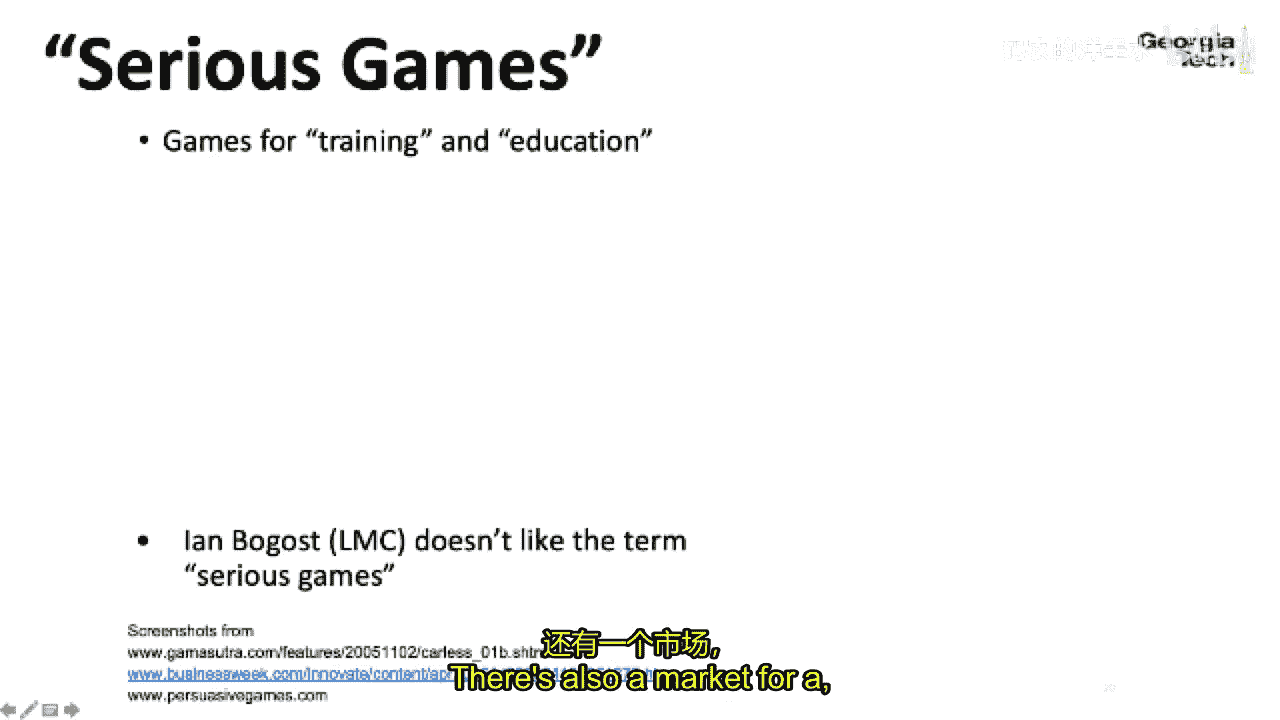 “Serious Games”
Georgia
Tech
• Games for “training” and “education”
• Ian Bogost (LMC) doesn’t like the term
“serious games”
Screenshots from
www.gamasutra.com/features/20051102/carless_01b.shtm
www.businessweek.com/innovate/content/ap
www.persuasivegames.com
还有一个市场,
There's also a market for a,